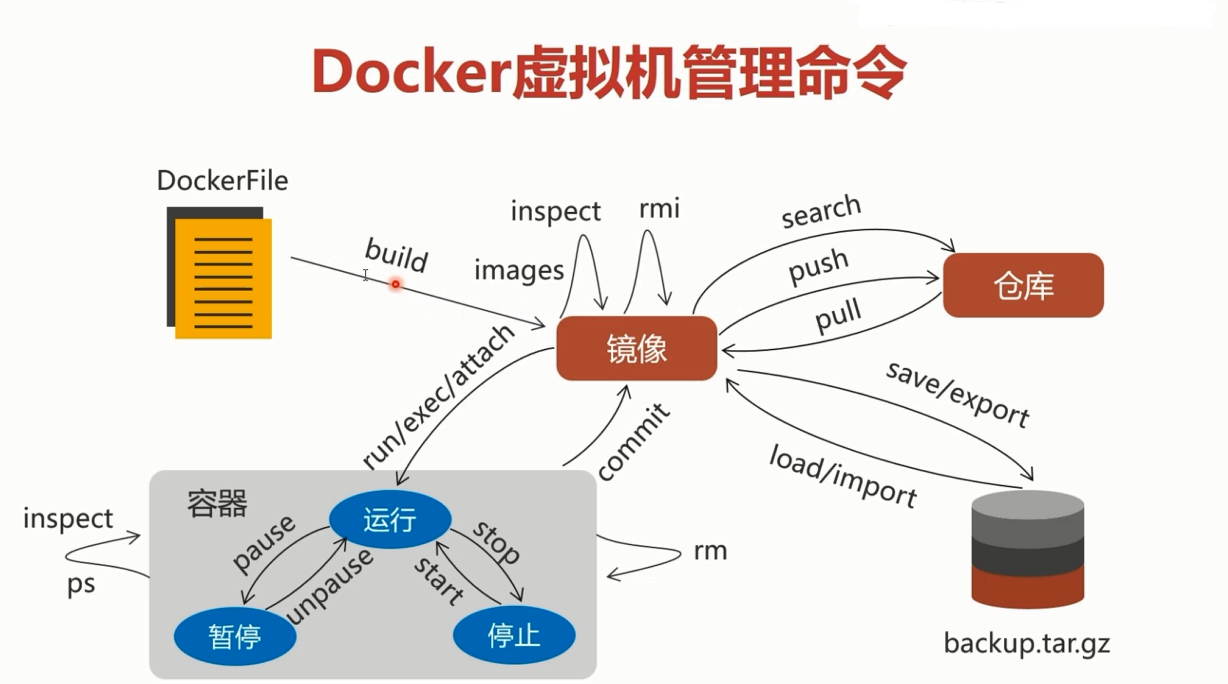 Docker虚拟机管理命令
DockerFile
build
inspect
rmi
images
search
push
pull
仓库
镜像
run/exec/attach
commit
save/export
load/import
容器
运行
inspect
ps
pause
unpause
start
stop
rm
暂停
停止
backup.tar.gz